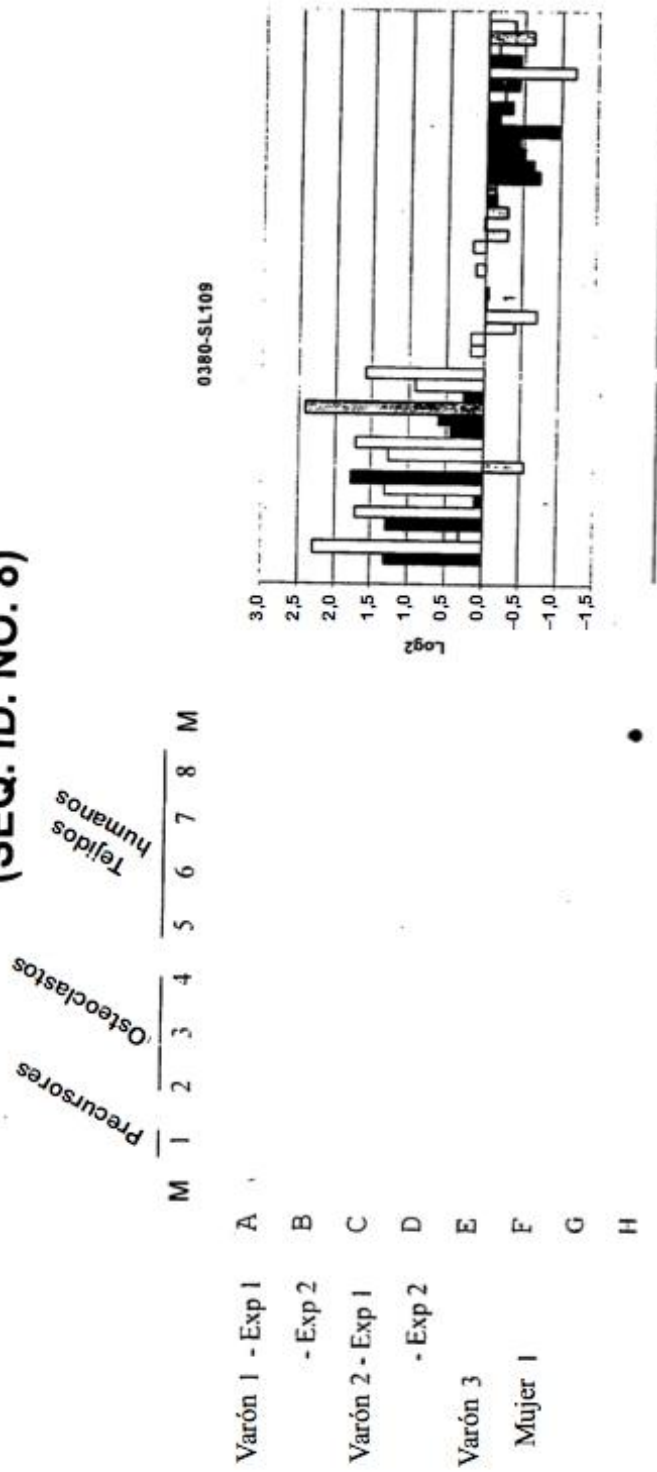 (SEQ. ID. NO. 8)
Precursores
Osteoclastos
Tejidos
humanos
M 1 2 3 4 5 6 7 8 M
Varón 1 - Exp 1 A
- Exp 2 B
Varón 2 - Exp 1 C
- Exp 2 D
Varón 3 E
Mujer 1 F
G
H
0380-SL109
Log2
3,0
2,5
2,0
1,5
1,0
0,5
0,0
-0,5
-1,0
-1,5
1